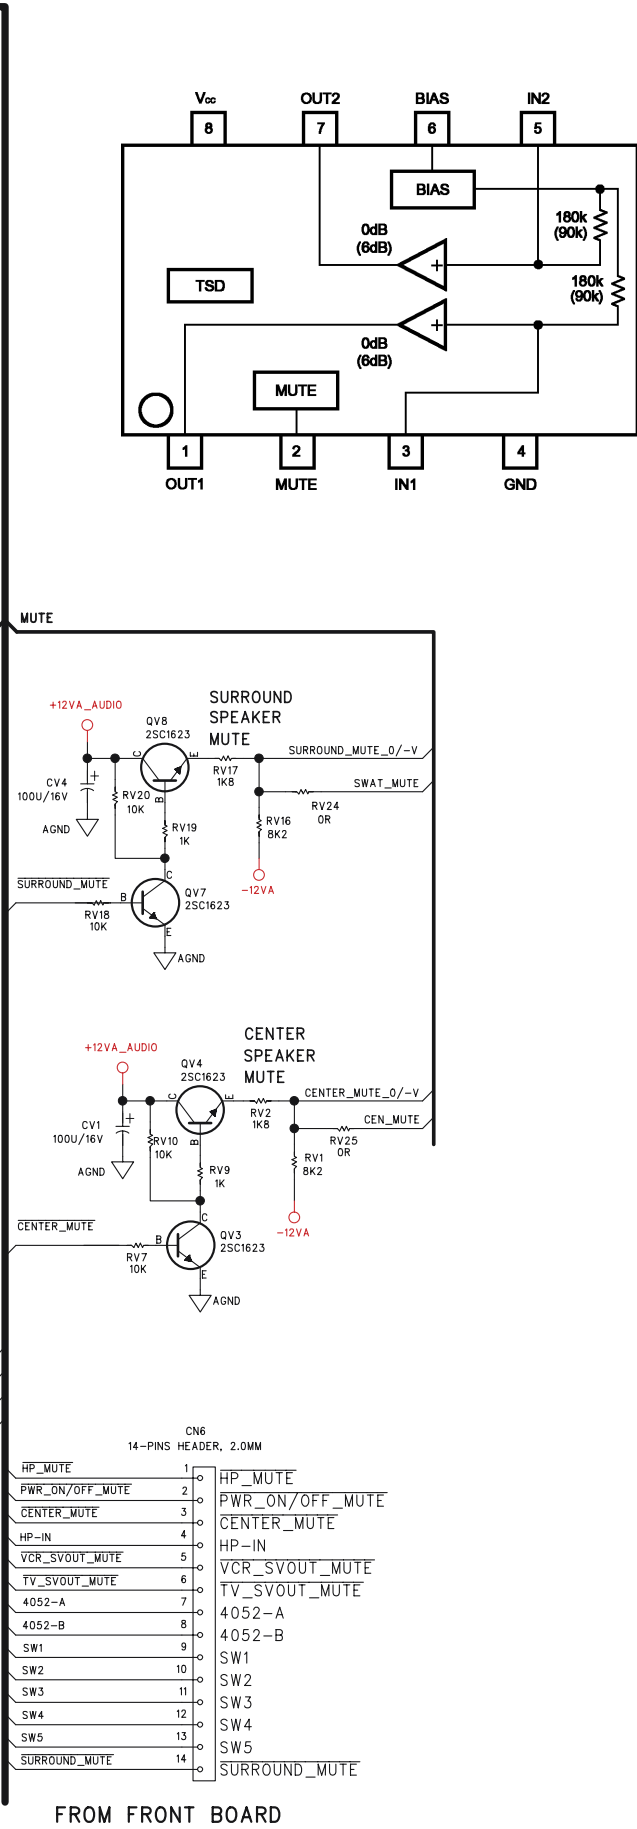 Vcc OUT2 BIAS IN2
8 7 6 5
BIAS
180k
(90k)
0dB
(6dB)
+
TSD
180k
(90k)
+
0dB
(6dB)
MUTE
1 2 3 4
OUT1 MUTE IN1 GND
MUTE
SURROUND
SPEAKER
MUTE
+12VA_AUDIO
QV8
2SC1623
C E
SURROUND_MUTE_0/-V
RV17
1K8
+
CV4
100U/16V
RV20
10K
B
SWAT_MUTE
RV24
0R
AGND
RV19
1K
RV16
8K2
-12VA
SURROUND_MUTE
C
B
QV7
2SC1623
RV18
10K
E
AGND
CENTER
SPEAKER
MUTE
+12VA_AUDIO
QV4
2SC1623
C E
CENTER_MUTE_0/-V
RV2
1K8
+
CV1
100U/16V
RV10
10K
B
CEN_MUTE
RV25
0R
AGND
RV9
1K
RV1
8K2
-12VA
CENTER_MUTE
C
B
QV3
2SC1623
RV7
10K
E
AGND
CN6
14-PINS HEADER, 2.0MM
HP_MUTE 1 HP_MUTE
PWR_ON/OFF_MUTE 2 PWR_ON/OFF_MUTE
CENTER_MUTE 3 CENTER_MUTE
HP-IN 4 HP-IN
VCR_SVOUT_MUTE 5 VCR_SVOUT_MUTE
TV_SVOUT_MUTE 6 TV_SVOUT_MUTE
4052-A 7 4052-A
4052-B 8 4052-B
SW1 9 SW1
SW2 10 SW2
SW3 11 SW3
SW4 12 SW4
SW5 13 SW5
SURROUND_MUTE 14 SURROUND_MUTE
FROM FRONT BOARD